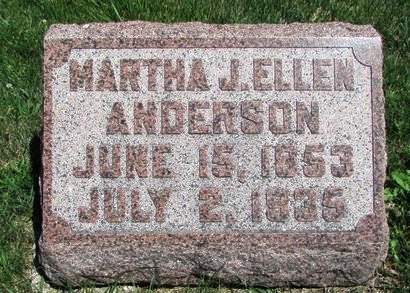 MARTHA J. ELLEN
ANDERSON
JUNE 15, 1853
JULY 2, 1935